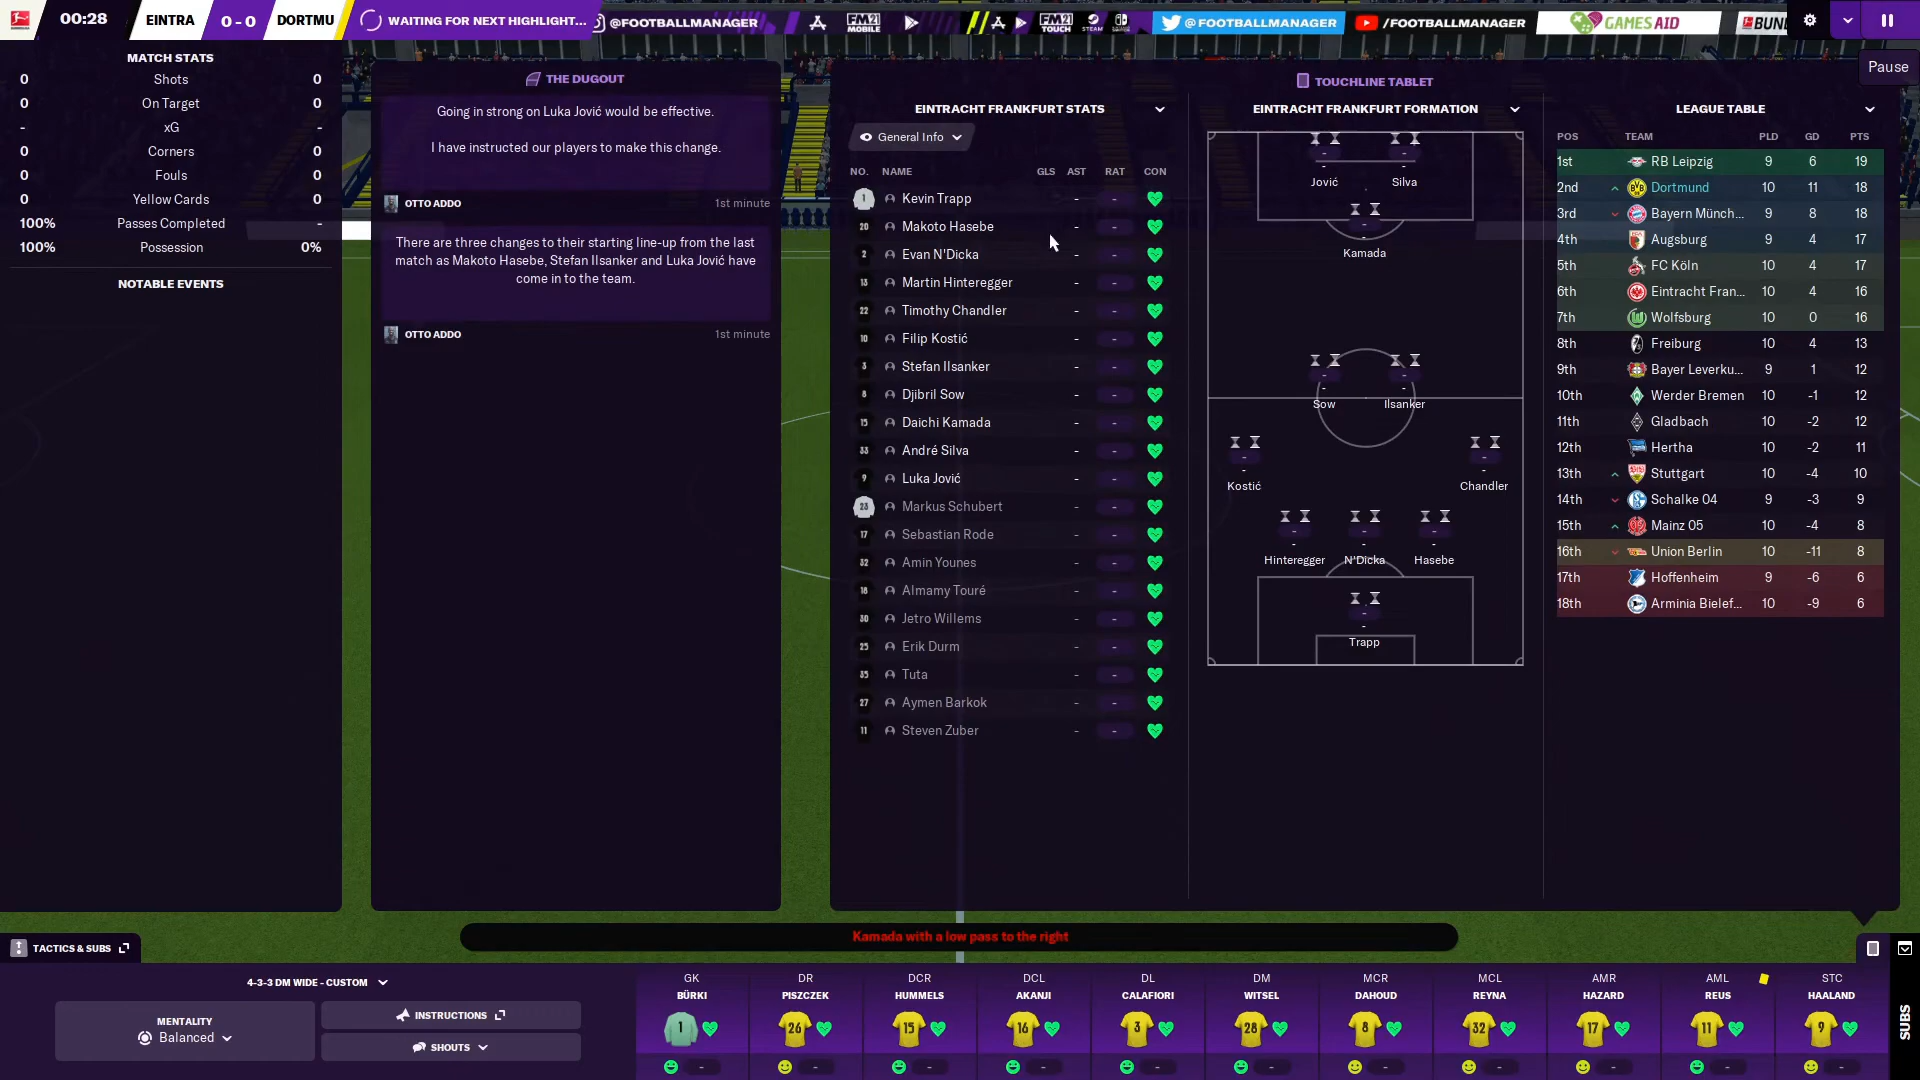 00:28 EINTRA 0 - 0 DORTMU WAITING FOR NEXT HIGHLIGHT... @FOOTBALLMANAGER FM21 MOBILE FM21 TOUCH STEAM @FOOTBALLMANAGER /FOOTBALLMANAGER GAMESAID BUN
Pause
MATCH STATS
0 Shots 0
0 On Target 0
- xG -
0 Corners 0
0 Fouls 0
0 Yellow Cards 0
100% Passes Completed -
100% Possession 0%
NOTABLE EVENTS
THE DUGOUT
Going in strong on Luka Jović would be effective.
I have instructed our players to make this change.
OTTO ADDO 1st minute
There are three changes to their starting line-up from the last
match as Makoto Hasebe, Stefan Ilsanker and Luka Jović have
come in to the team.
OTTO ADDO 1st minute
TOUCHLINE TABLET
EINTRACHT FRANKFURT STATS
General Info
NO. NAME GLS AST RAT CON
1 Kevin Trapp - -
20 Makoto Hasebe - -
2 Evan N'Dicka - -
13 Martin Hinteregger - -
22 Timothy Chandler - -
10 Filip Kostić - -
3 Stefan Ilsanker - -
8 Djibril Sow - -
15 Daichi Kamada - -
33 André Silva - -
9 Luka Jović - -
23 Markus Schubert - -
17 Sebastian Rode - -
32 Amin Younes - -
18 Almamy Touré - -
30 Jetro Willems - -
25 Erik Durm - -
35 Tuta - -
27 Aymen Barkok - -
11 Steven Zuber - -
EINTRACHT FRANKFURT FORMATION
Jović Silva
Kamada
Sow Ilsanker
Kostić Chandler
Hinteregger N'Dicka Hasebe
Trapp
LEAGUE TABLE
POS TEAM PLD GD PTS
1st RB Leipzig 9 6 19
2nd Dortmund 10 11 18
3rd Bayern Münch... 9 8 18
4th Augsburg 9 4 17
5th FC Köln 10 4 17
6th Eintracht Fran... 10 4 16
7th Wolfsburg 10 0 16
8th Freiburg 10 4 13
9th Bayer Leverku... 9 1 12
10th Werder Bremen 10 -1 12
11th Gladbach 10 -2 12
12th Hertha 10 -2 11
13th Stuttgart 10 -4 10
14th Schalke 04 9 -3 9
15th Mainz 05 10 -4 8
16th Union Berlin 10 -11 8
17th Hoffenheim 9 -6 6
18th Arminia Bielef... 10 -9 6
Kamada with a low pass to the right
TACTICS & SUBS
4-3-3 DM WIDE - CUSTOM
MENTALITY
Balanced
INSTRUCTIONS
SHOUTS
GK DR DCR DCL DL DM MCR MCL AMR AML STC
BÜRKI PISZCZEK HUMMELS AKANJI CALAFIORI WITSEL DAHOUD REYNA HAZARD REUS HAALAND
1 26 15 16 3 28 8 32 17 11 9
- - - - - - - - - - -
SUBS